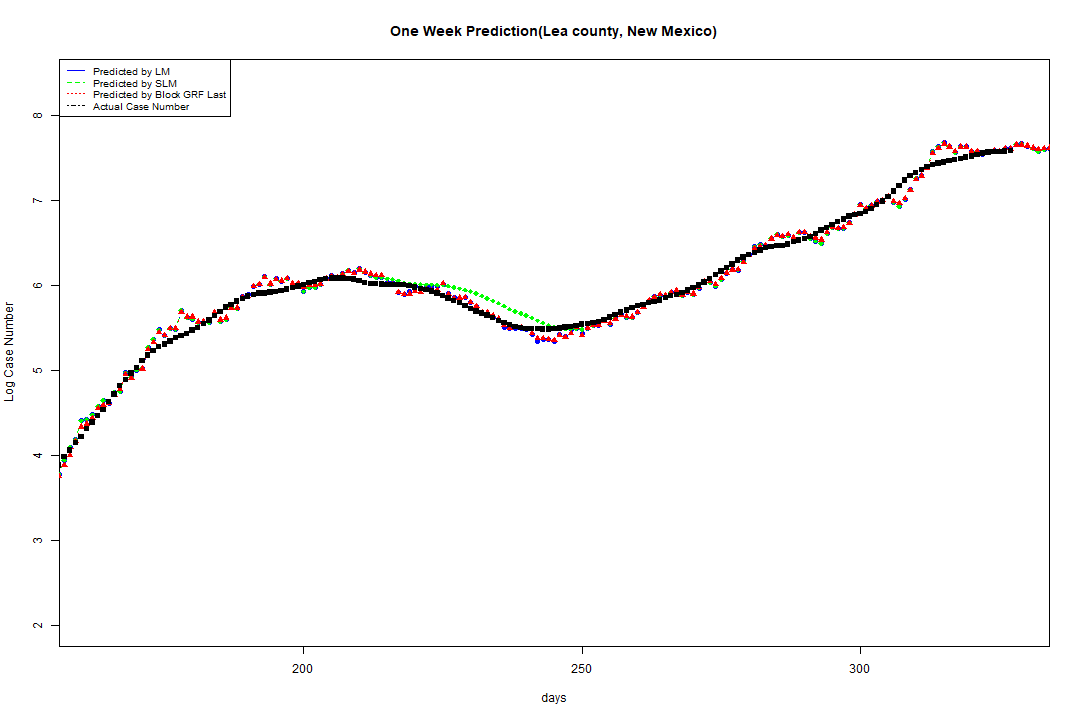 One Week Prediction(Lea county, New Mexico)
Predicted by LM
Predicted by SLM
Predicted by Block GRF Last
Actual Case Number
8
7
6
5
4
3
2
Log Case Number
200 250 300
days